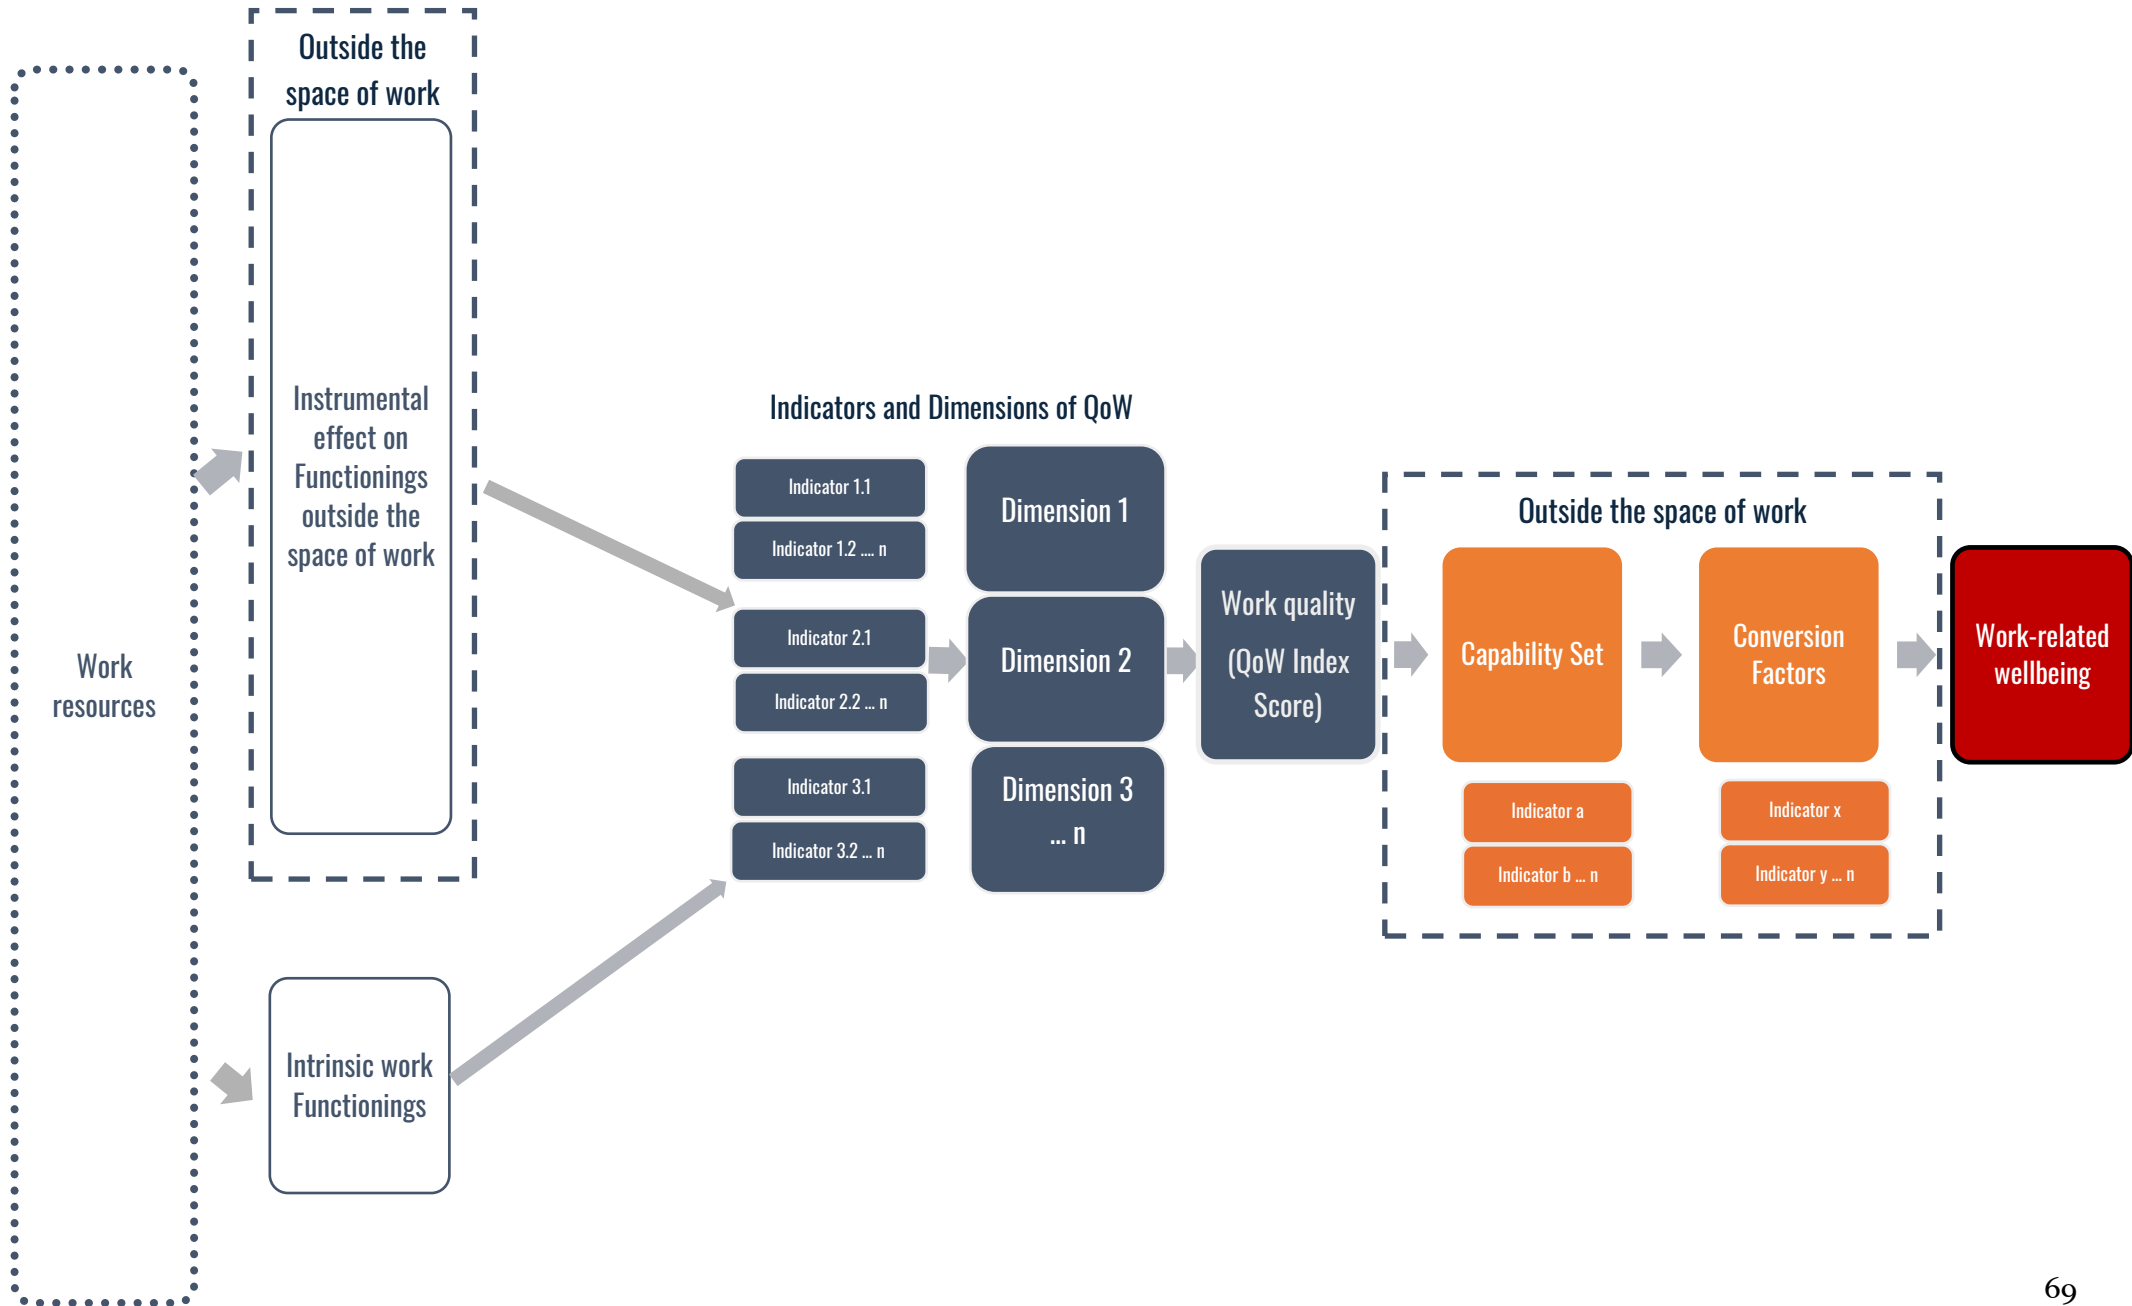 Outside the
space of work
Instrumental
effect on
Functionings
outside the
space of work
Work
resources
Intrinsic work
Functionings
Indicators and Dimensions of QoW
Indicator 1.1
Indicator 1.2 .... n
Indicator 2.1
Indicator 2.2 ... n
Indicator 3.1
Indicator 3.2 ... n
Dimension 1
Dimension 2
Dimension 3
... n
Work quality
(QoW Index
Score)
Outside the space of work
Capability Set
Conversion
Factors
Indicator a
Indicator b ... n
Indicator x
Indicator y ... n
Work-related
wellbeing
69